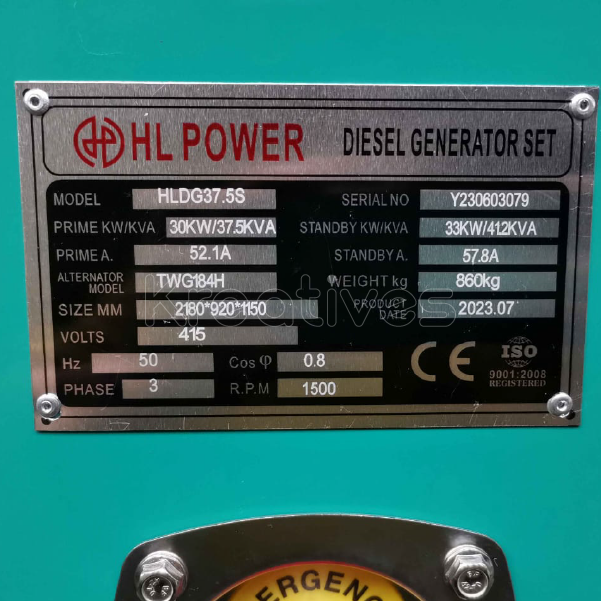 HL POWER DIESEL GENERATOR SET
MODEL HLDG37.5S SERIAL NO Y230603079
PRIME KW/KVA 30KW/37.5KVA STANDBY KW/KVA 33KW/41.2KVA
PRIME A. 52.1A STANDBY A. 57.8A
ALTERNATOR MODEL TWG184H WEIGHT kg 860kg
SIZE MM 2180*920*1150 PRODUCT DATE 2023.07
kreatives
VOLTS 415
Hz 50 Cos φ 0.8
PHASE 3 R.P.M 1500
CE ISO
9001:2008
REGISTERED